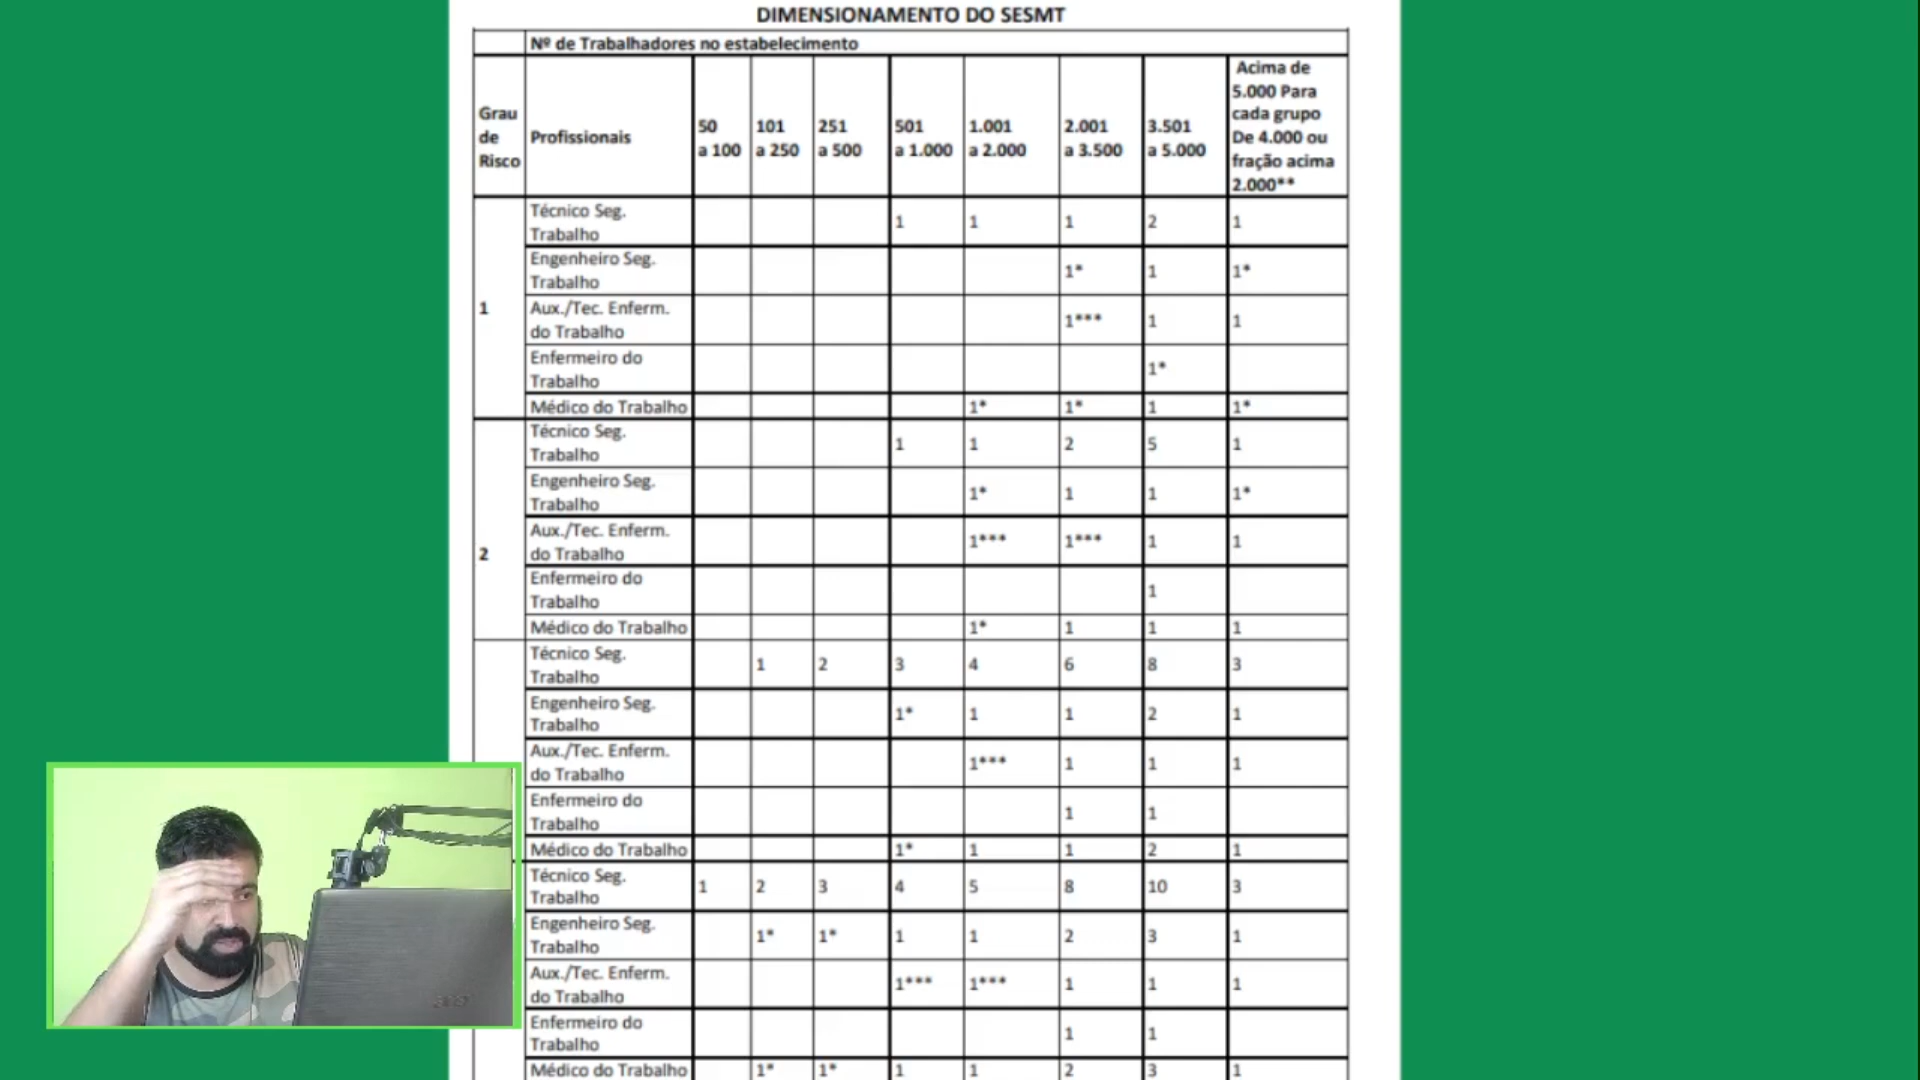 DIMENSIONAMENTO DO SESMT
Nº de Trabalhadores no estabelecimento
Grau de Risco Profissionais 50 a 100 101 a 250 251 a 500 501 a 1.000 1.001 a 2.000 2.001 a 3.500 3.501 a 5.000 Acima de 5.000 Para cada grupo De 4.000 ou fração acima 2.000**
1
Técnico Seg. Trabalho 1 1 1 2 1
Engenheiro Seg. Trabalho 1* 1 1*
Aux./Tec. Enferm. do Trabalho 1*** 1 1
Enfermeiro do Trabalho 1*
Médico do Trabalho 1* 1* 1 1*
2
Técnico Seg. Trabalho 1 1 2 5 1
Engenheiro Seg. Trabalho 1* 1 1 1*
Aux./Tec. Enferm. do Trabalho 1*** 1*** 1 1
Enfermeiro do Trabalho 1
Médico do Trabalho 1* 1 1 1
Técnico Seg. Trabalho 1 2 3 4 6 8 3
Engenheiro Seg. Trabalho 1* 1 1 2 1
Aux./Tec. Enferm. do Trabalho 1*** 1 1 1
Enfermeiro do Trabalho 1 1
Médico do Trabalho 1* 1 1 2 1
Técnico Seg. Trabalho 1 2 3 4 5 8 10 3
Engenheiro Seg. Trabalho 1* 1* 1 1 2 3 1
Aux./Tec. Enferm. do Trabalho 1*** 1*** 1 1 1
Enfermeiro do Trabalho 1 1
Médico do Trabalho 1* 1* 1 1 2 3 1
acer